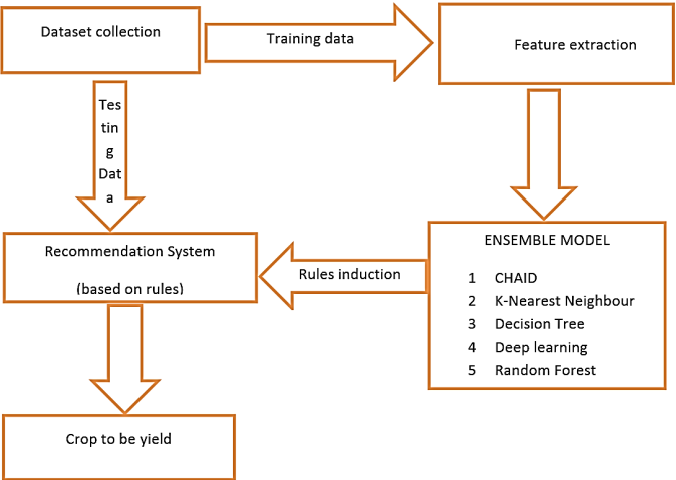 Dataset collection
Training data
Feature extraction
Tes
tin
g
Dat
a
Recommendation System
(based on rules)
Rules induction
ENSEMBLE MODEL
1 CHAID
2 K-Nearest Neighbour
3 Decision Tree
4 Deep learning
5 Random Forest
Crop to be yield